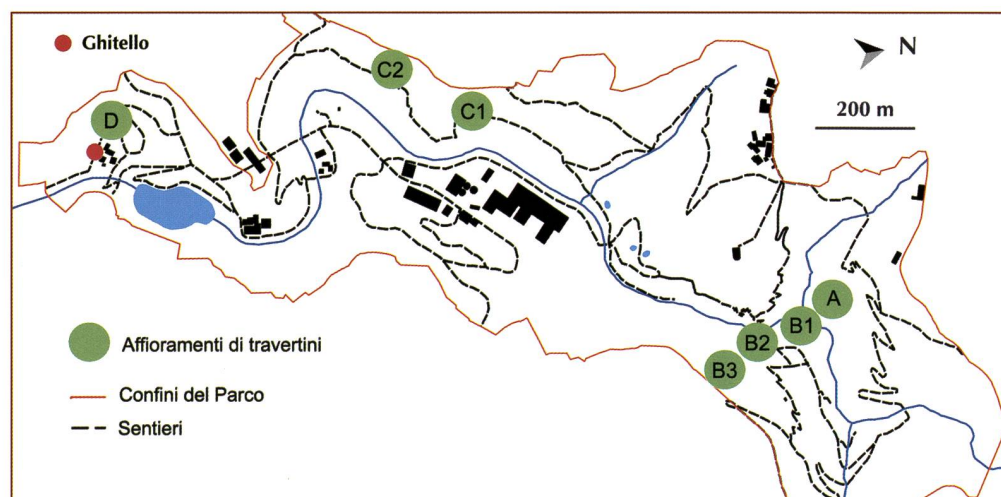 Ghitello
N
200 m
C2
C1
D
A
B1
B2
B3
Affioramenti di travertini
Confini del Parco
Sentieri